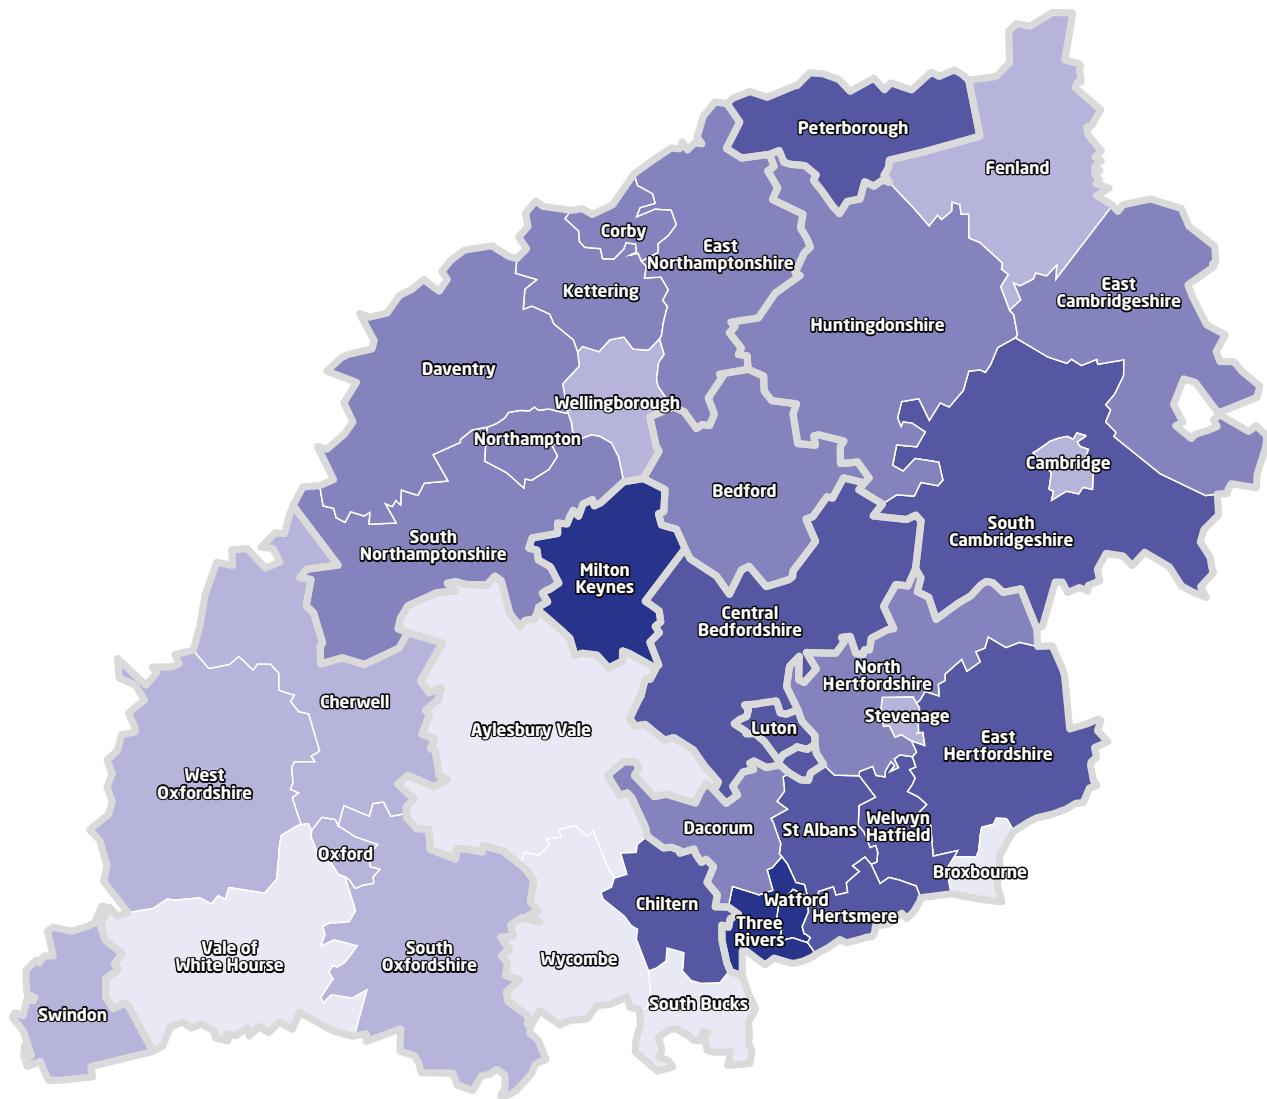 Peterborough
Fenland
Corby
East
Northamptonshire
Kettering
East
Cambridgeshire
Huntingdonshire
Daventry
Wellingborough
Northampton
Cambridge
Bedford
South
Northamptonshire
South
Cambridgeshire
Milton
Keynes
Central
Bedfordshire
North
Hertfordshire
Cherwell
Stevenage
Aylesbury Vale
Luton
East
Hertfordshire
West
Oxfordshire
Dacorum
St Albans
Welwyn
Hatfield
Oxford
Broxbourne
Chiltern
Watford
Hertsmere
Three
Rivers
Vale of
White Hourse
South
Oxfordshire
Wycombe
South Bucks
Swindon